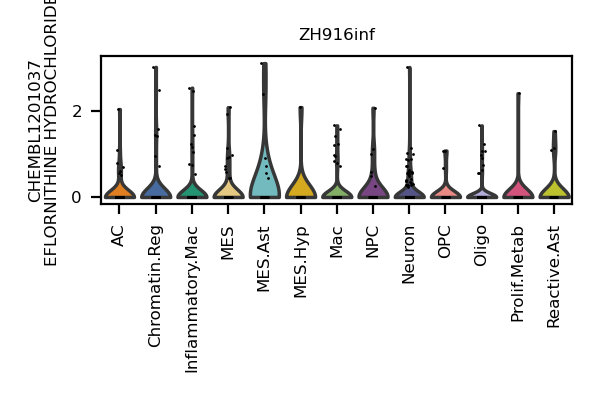 ZH916inf
CHEMBL1201037
EFLORNITHINE HYDROCHLORIDE
2
0
AC
Chromatin.Reg
Inflammatory.Mac
MES
MES.Ast
MES.Hyp
Mac
NPC
Neuron
OPC
Oligo
Prolif.Metab
Reactive.Ast